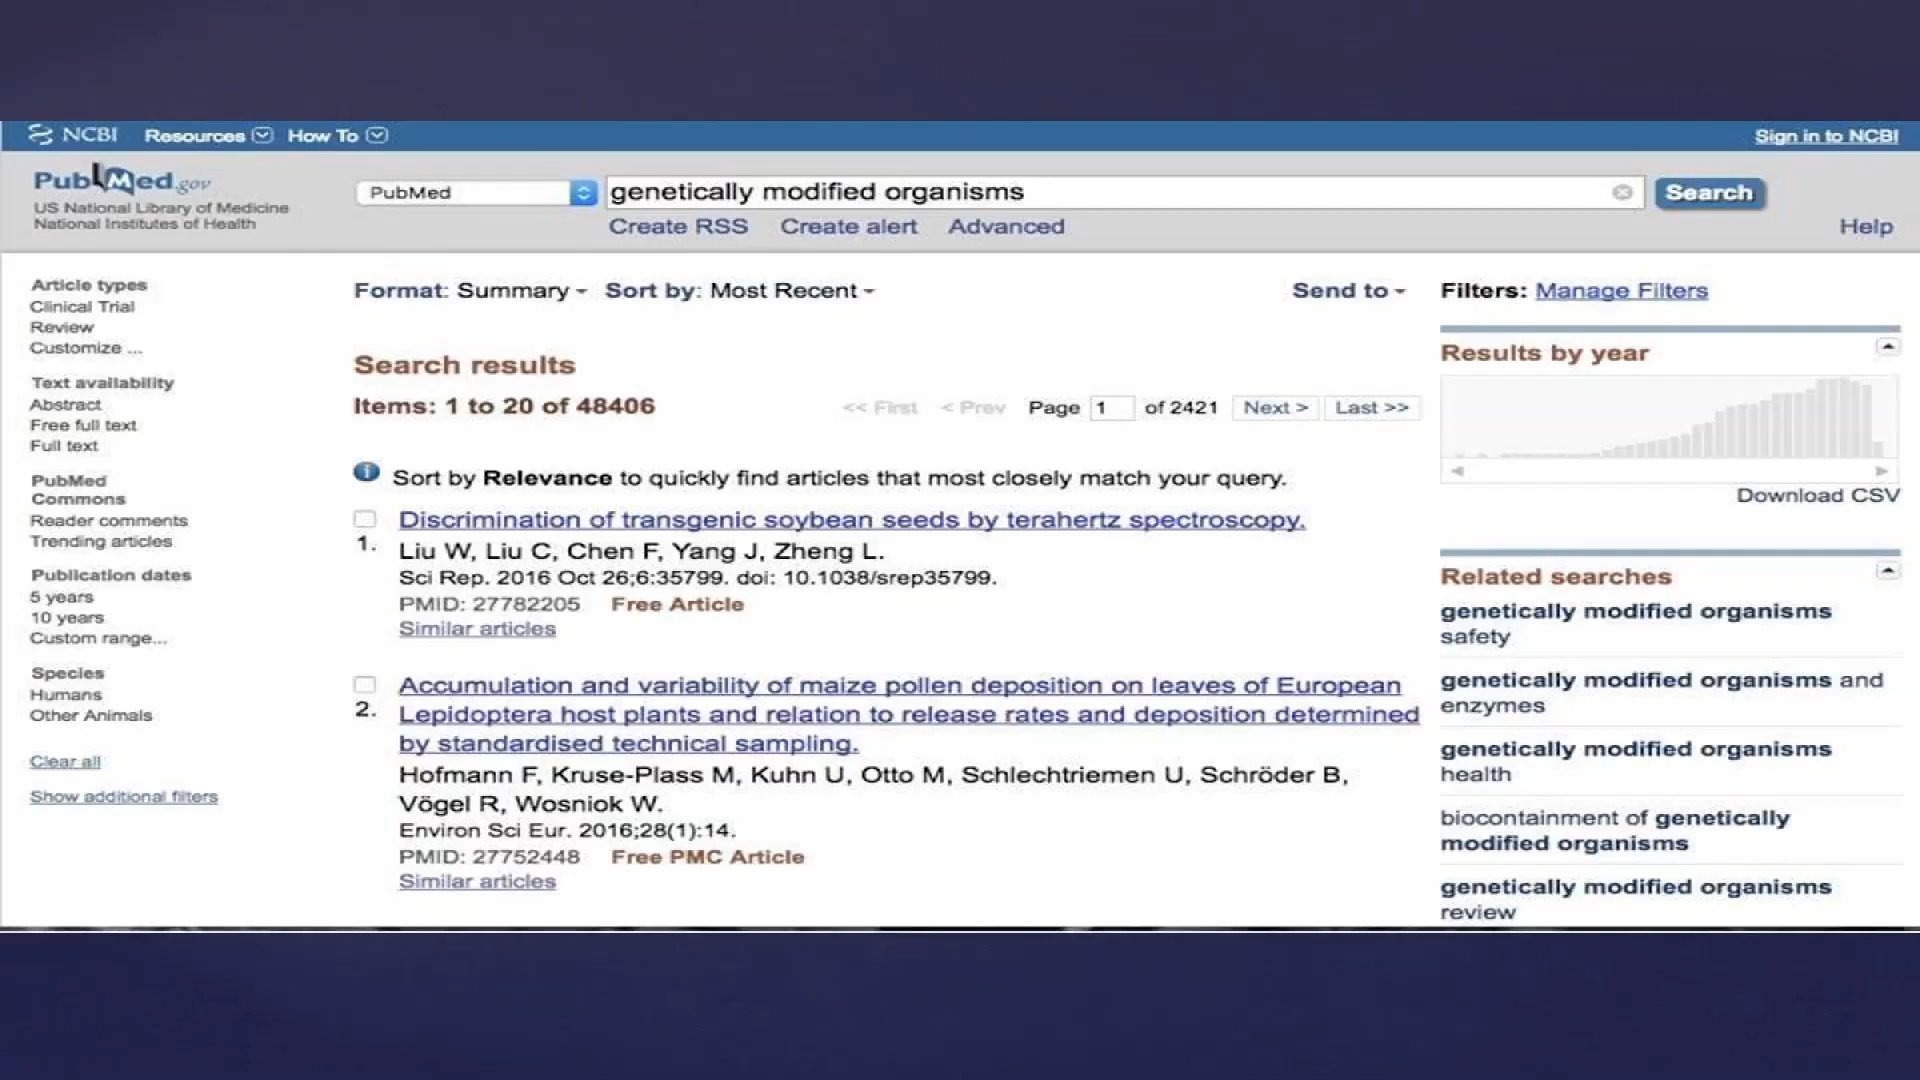 NCBI Resources How To Sign in to NCBI
PubMed.gov
US National Library of Medicine
National Institutes of Health
PubMed
genetically modified organisms
Search
Create RSS Create alert Advanced
Help
Article types
Clinical Trial
Review
Customize ...
Text availability
Abstract
Free full text
Full text
PubMed
Commons
Reader comments
Trending articles
Publication dates
5 years
10 years
Custom range...
Species
Humans
Other Animals
Clear all
Show additional filters
Format: Summary Sort by: Most Recent Send to
Search results
Items: 1 to 20 of 48406
<< First < Prev Page 1 of 2421 Next > Last >>
Sort by Relevance to quickly find articles that most closely match your query.
Discrimination of transgenic soybean seeds by terahertz spectroscopy.
1.
Liu W, Liu C, Chen F, Yang J, Zheng L.
Sci Rep. 2016 Oct 26;6:35799. doi: 10.1038/srep35799.
PMID: 27782205 Free Article
Similar articles
Accumulation and variability of maize pollen deposition on leaves of European
2.
Lepidoptera host plants and relation to release rates and deposition determined
by standardised technical sampling.
Hofmann F, Kruse-Plass M, Kuhn U, Otto M, Schlechtriemen U, Schröder B,
Vögel R, Wosniok W.
Environ Sci Eur. 2016;28(1):14.
PMID: 27752448 Free PMC Article
Similar articles
Filters: Manage Filters
Results by year
Download CSV
Related searches
genetically modified organisms
safety
genetically modified organisms and
enzymes
genetically modified organisms
health
biocontainment of genetically
modified organisms
genetically modified organisms
review